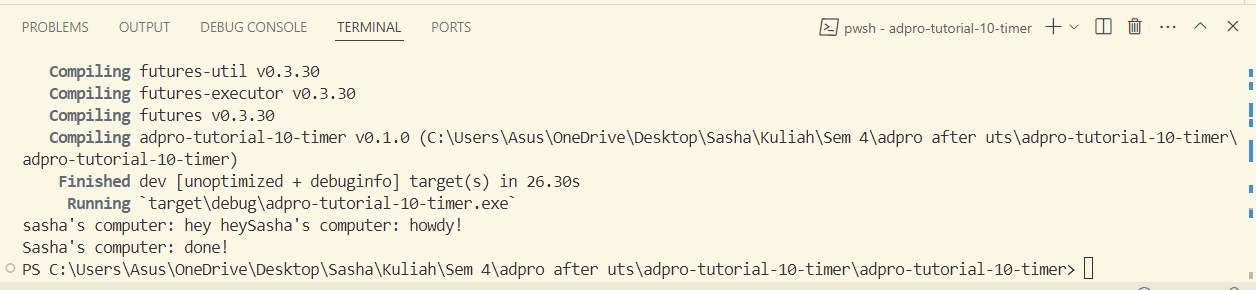 PROBLEMS OUTPUT DEBUG CONSOLE TERMINAL PORTS pwsh - adpro-tutorial-10-timer
Compiling futures-util v0.3.30
Compiling futures-executor v0.3.30
Compiling futures v0.3.30
Compiling adpro-tutorial-10-timer v0.1.0 (C:\Users\Asus\OneDrive\Desktop\Sasha\Kuliah\Sem 4\adpro after uts\adpro-tutorial-10-timer\
adpro-tutorial-10-timer)
Finished dev [unoptimized + debuginfo] target(s) in 26.30s
Running `target\debug\adpro-tutorial-10-timer.exe`
sasha's computer: hey heySasha's computer: howdy!
Sasha's computer: done!
PS C:\Users\Asus\OneDrive\Desktop\Sasha\Kuliah\Sem 4\adpro after uts\adpro-tutorial-10-timer\adpro-tutorial-10-timer>